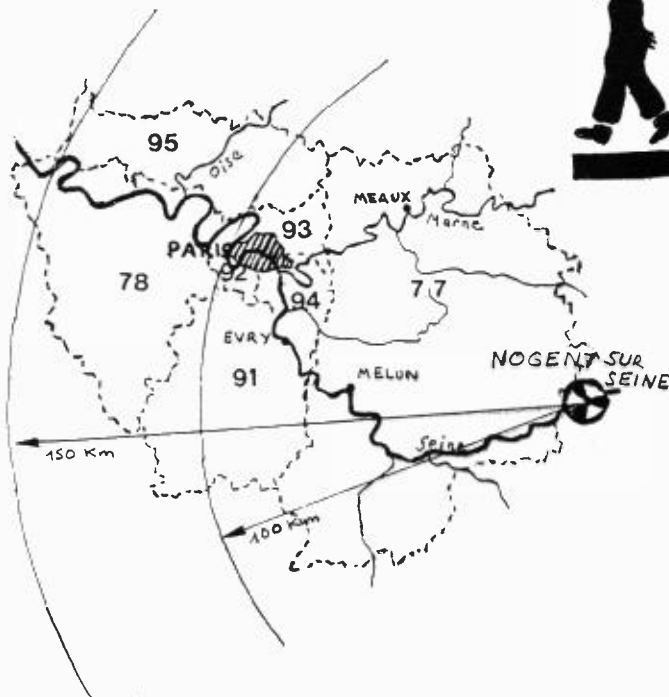 95
Oise
MEAUX
Marne
93
PARIS
92
78
94
77
EVRY
91
MELUN
NOGENT SUR
SEINE
Seine
150 Km
100 Km